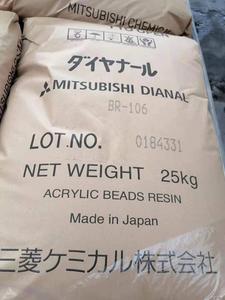 MITSUBISHI CHEMICA
ダイヤナール
MITSUBISHI DIANAL
BR-106
LOT.NO. 0184331
NET WEIGHT 25kg
ACRYLIC BEADS RESIN
Made in Japan
三菱ケミカル株式会社